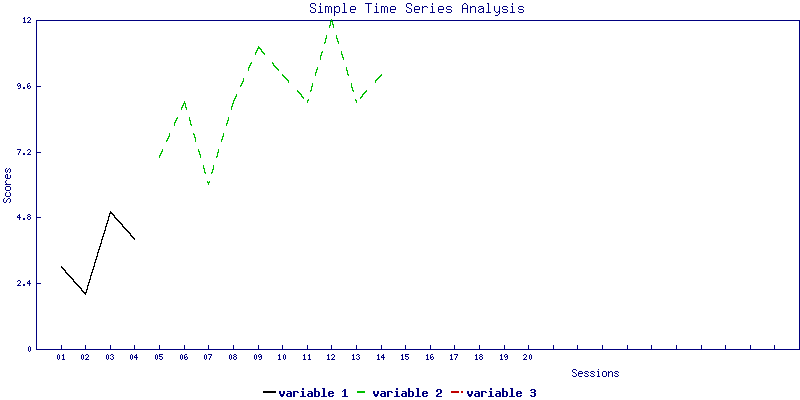 Simple Time Series Analysis
12
9.6
7.2
4.8
2.4
0
Scores
01 02 03 04 05 06 07 08 09 10 11 12 13 14 15 16 17 18 19 20
Sessions
variable 1 variable 2 variable 3